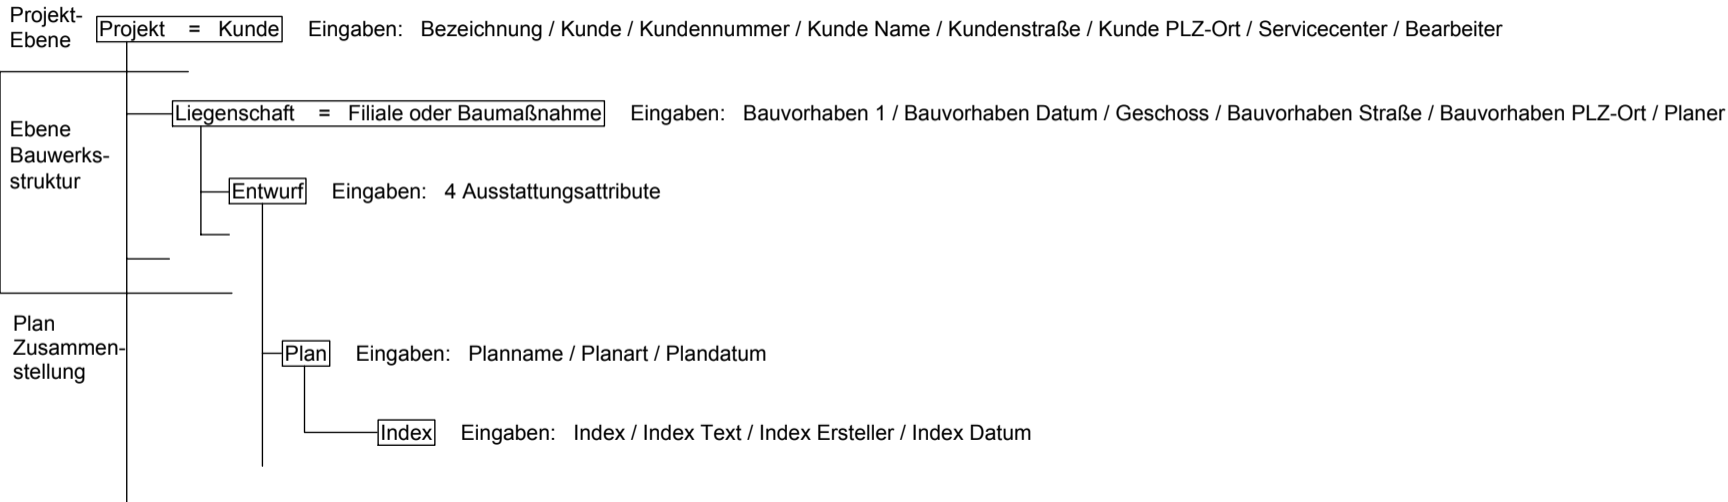 Projekt-
Ebene
Projekt = Kunde Eingaben: Bezeichnung / Kunde / Kundennummer / Kunde Name / Kundenstraße / Kunde PLZ-Ort / Servicecenter / Bearbeiter
Liegenschaft = Filiale oder Baumaßnahme Eingaben: Bauvorhaben 1 / Bauvorhaben Datum / Geschoss / Bauvorhaben Straße / Bauvorhaben PLZ-Ort / Planer
Ebene
Bauwerks-
struktur
Entwurf Eingaben: 4 Ausstattungsattribute
Plan
Zusammen-
stellung
Plan Eingaben: Planname / Planart / Plandatum
Index Eingaben: Index / Index Text / Index Ersteller / Index Datum